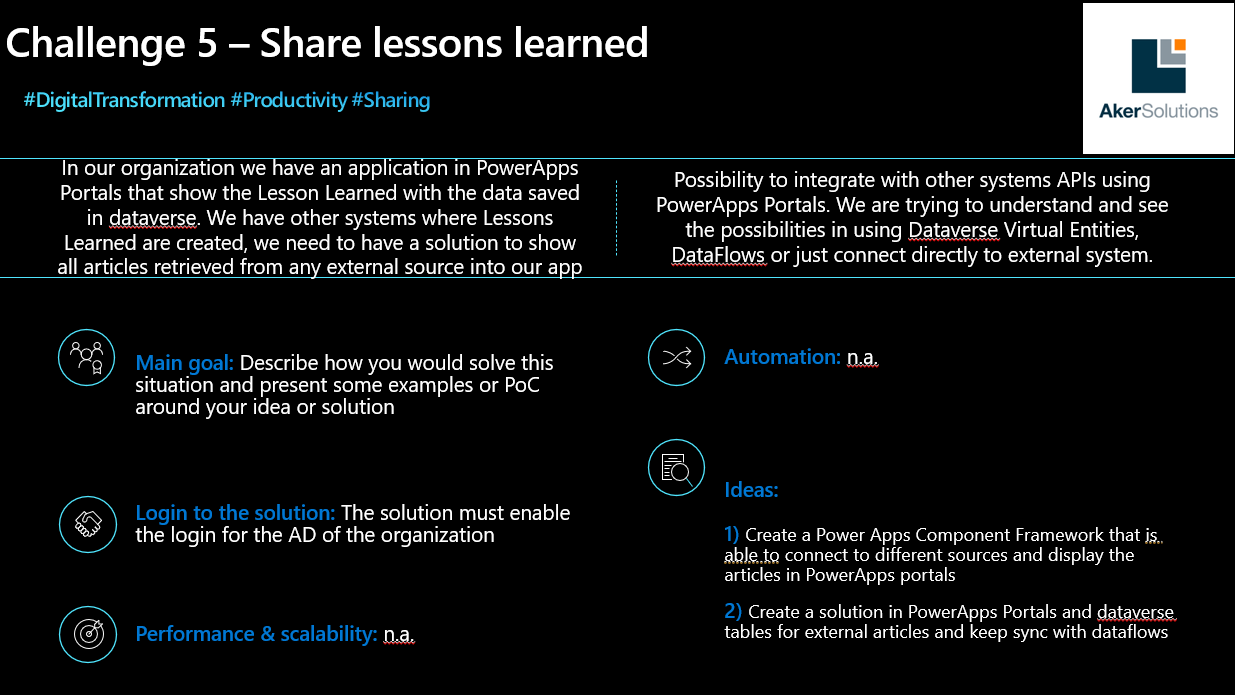 Challenge 5 – Share lessons learned
#DigitalTransformation #Productivity #Sharing
AkerSolutions
In our organization we have an application in PowerApps
Portals that show the Lesson Learned with the data saved
in dataverse. We have other systems where Lessons
Learned are created, we need to have a solution to show
all articles retrieved from any external source into our app
Possibility to integrate with other systems APIs using
PowerApps Portals. We are trying to understand and see
the possibilities in using Dataverse Virtual Entities,
DataFlows or just connect directly to external system.
Main goal: Describe how you would solve this
situation and present some examples or PoC
around your idea or solution
Login to the solution: The solution must enable
the login for the AD of the organization
Performance & scalability: n.a.
Automation: n.a.
Ideas:
1) Create a Power Apps Component Framework that is
able to connect to different sources and display the
articles in PowerApps portals
2) Create a solution in PowerApps Portals and dataverse
tables for external articles and keep sync with dataflows